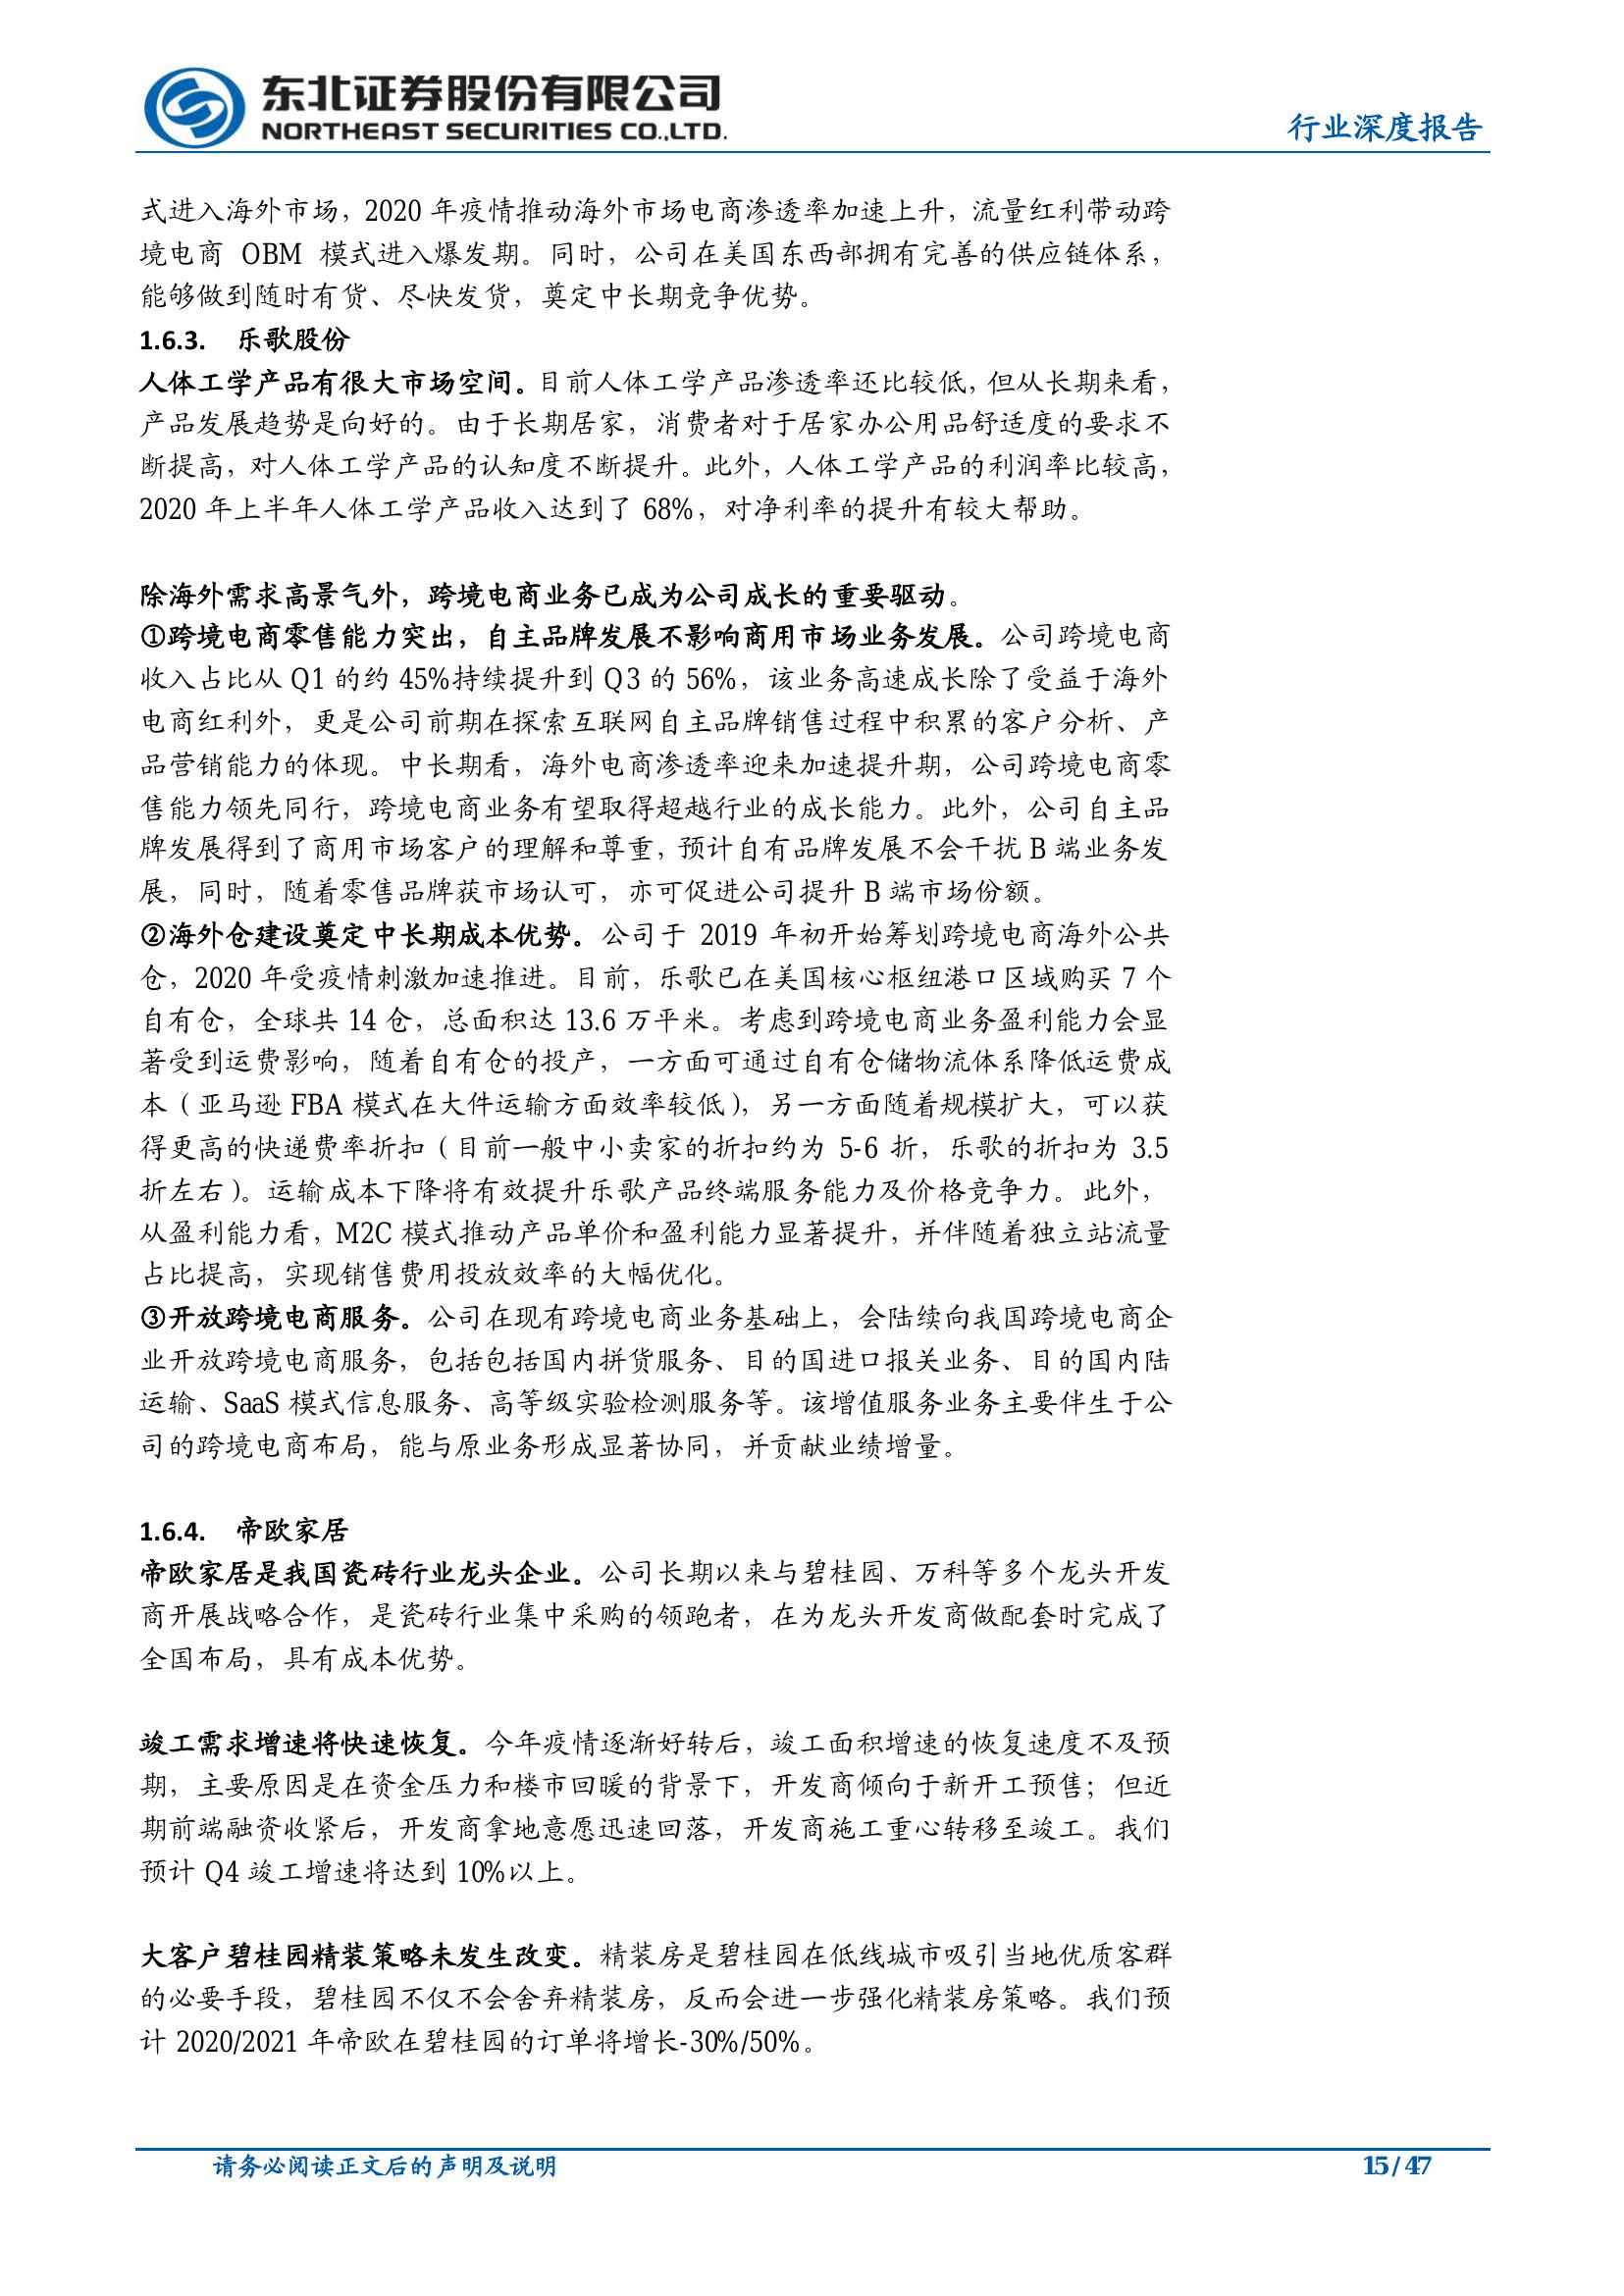 东北证券股份有限公司
NORTHEAST SECURITIES CO.,LTD.
行业深度报告
式进入海外市场，2020 年疫情推动海外市场电商渗透率加速上升，流量红利带动跨
境电商 OBM 模式进入爆发期。同时，公司在美国东西部拥有完善的供应链体系，
能够做到随时有货、尽快发货，奠定中长期竞争优势。
1.6.3. 乐歌股份
人体工学产品有很大市场空间。目前人体工学产品渗透率还比较低，但从长期来看，
产品发展趋势是向好的。由于长期居家，消费者对于居家办公用品舒适度的要求不
断提高，对人体工学产品的认知度不断提升。此外，人体工学产品的利润率比较高，
2020 年上半年人体工学产品收入达到了 68%，对净利率的提升有较大帮助。
除海外需求高景气外，跨境电商业务已成为公司成长的重要驱动。
①跨境电商零售能力突出，自主品牌发展不影响商用市场业务发展。公司跨境电商
收入占比从 Q1 的约 45%持续提升到 Q3 的 56%，该业务高速成长除了受益于海外
电商红利外，更是公司前期在探索互联网自主品牌销售过程中积累的客户分析、产
品营销能力的体现。中长期看，海外电商渗透率迎来加速提升期，公司跨境电商零
售能力领先同行，跨境电商业务有望取得超越行业的成长能力。此外，公司自主品
牌发展得到了商用市场客户的理解和尊重，预计自有品牌发展不会干扰 B 端业务发
展，同时，随着零售品牌获市场认可，亦可促进公司提升 B 端市场份额。
②海外仓建设奠定中长期成本优势。公司于 2019 年初开始筹划跨境电商海外公共
仓，2020 年受疫情刺激加速推进。目前，乐歌已在美国核心枢纽港口区域购买 7 个
自有仓，全球共 14 仓，总面积达 13.6 万平米。考虑到跨境电商业务盈利能力会显
著受到运费影响，随着自有仓的投产，一方面可通过自有仓储物流体系降低运费成
本（亚马逊 FBA 模式在大件运输方面效率较低），另一方面随着规模扩大，可以获
得更高的快递费率折扣（目前一般中小卖家的折扣约为 5-6 折，乐歌的折扣为 3.5
折左右）。运输成本下降将有效提升乐歌产品终端服务能力及价格竞争力。此外，
从盈利能力看，M2C 模式推动产品单价和盈利能力显著提升，并伴随着独立站流量
占比提高，实现销售费用投放效率的大幅优化。
③开放跨境电商服务。公司在现有跨境电商业务基础上，会陆续向我国跨境电商企
业开放跨境电商服务，包括包括国内拼货服务、目的国进口报关业务、目的国内陆
运输、SaaS 模式信息服务、高等级实验检测服务等。该增值服务业务主要伴生于公
司的跨境电商布局，能与原业务形成显著协同，并贡献业绩增量。
1.6.4. 帝欧家居
帝欧家居是我国瓷砖行业龙头企业。公司长期以来与碧桂园、万科等多个龙头开发
商开展战略合作，是瓷砖行业集中采购的领跑者，在为龙头开发商做配套时完成了
全国布局，具有成本优势。
竣工需求增速将快速恢复。今年疫情逐渐好转后，竣工面积增速的恢复速度不及预
期，主要原因是在资金压力和楼市回暖的背景下，开发商倾向于新开工预售；但近
期前端融资收紧后，开发商拿地意愿迅速回落，开发商施工重心转移至竣工。我们
预计 Q4 竣工增速将达到 10%以上。
大客户碧桂园精装策略未发生改变。精装房是碧桂园在低线城市吸引当地优质客群
的必要手段，碧桂园不仅不会舍弃精装房，反而会进一步强化精装房策略。我们预
计 2020/2021 年帝欧在碧桂园的订单将增长-30%/50%。
请务必阅读正文后的声明及说明
15 / 47